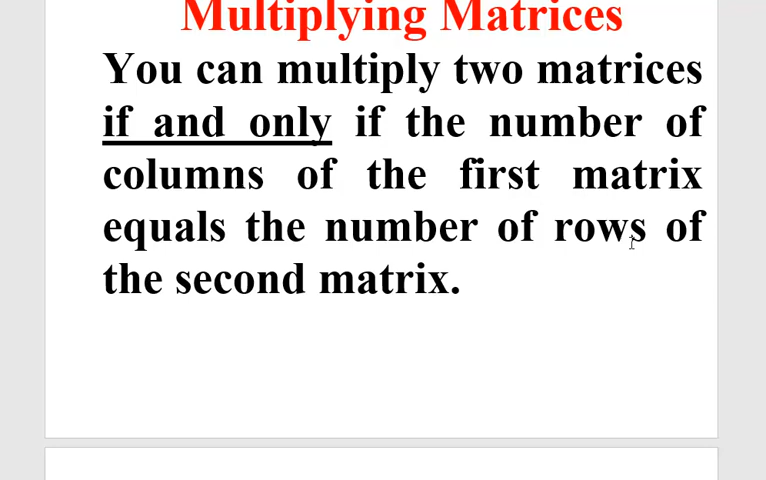 Multiplying Matrices
You can multiply two matrices
if and only if the number of
columns of the first matrix
equals the number of rows of
the second matrix.